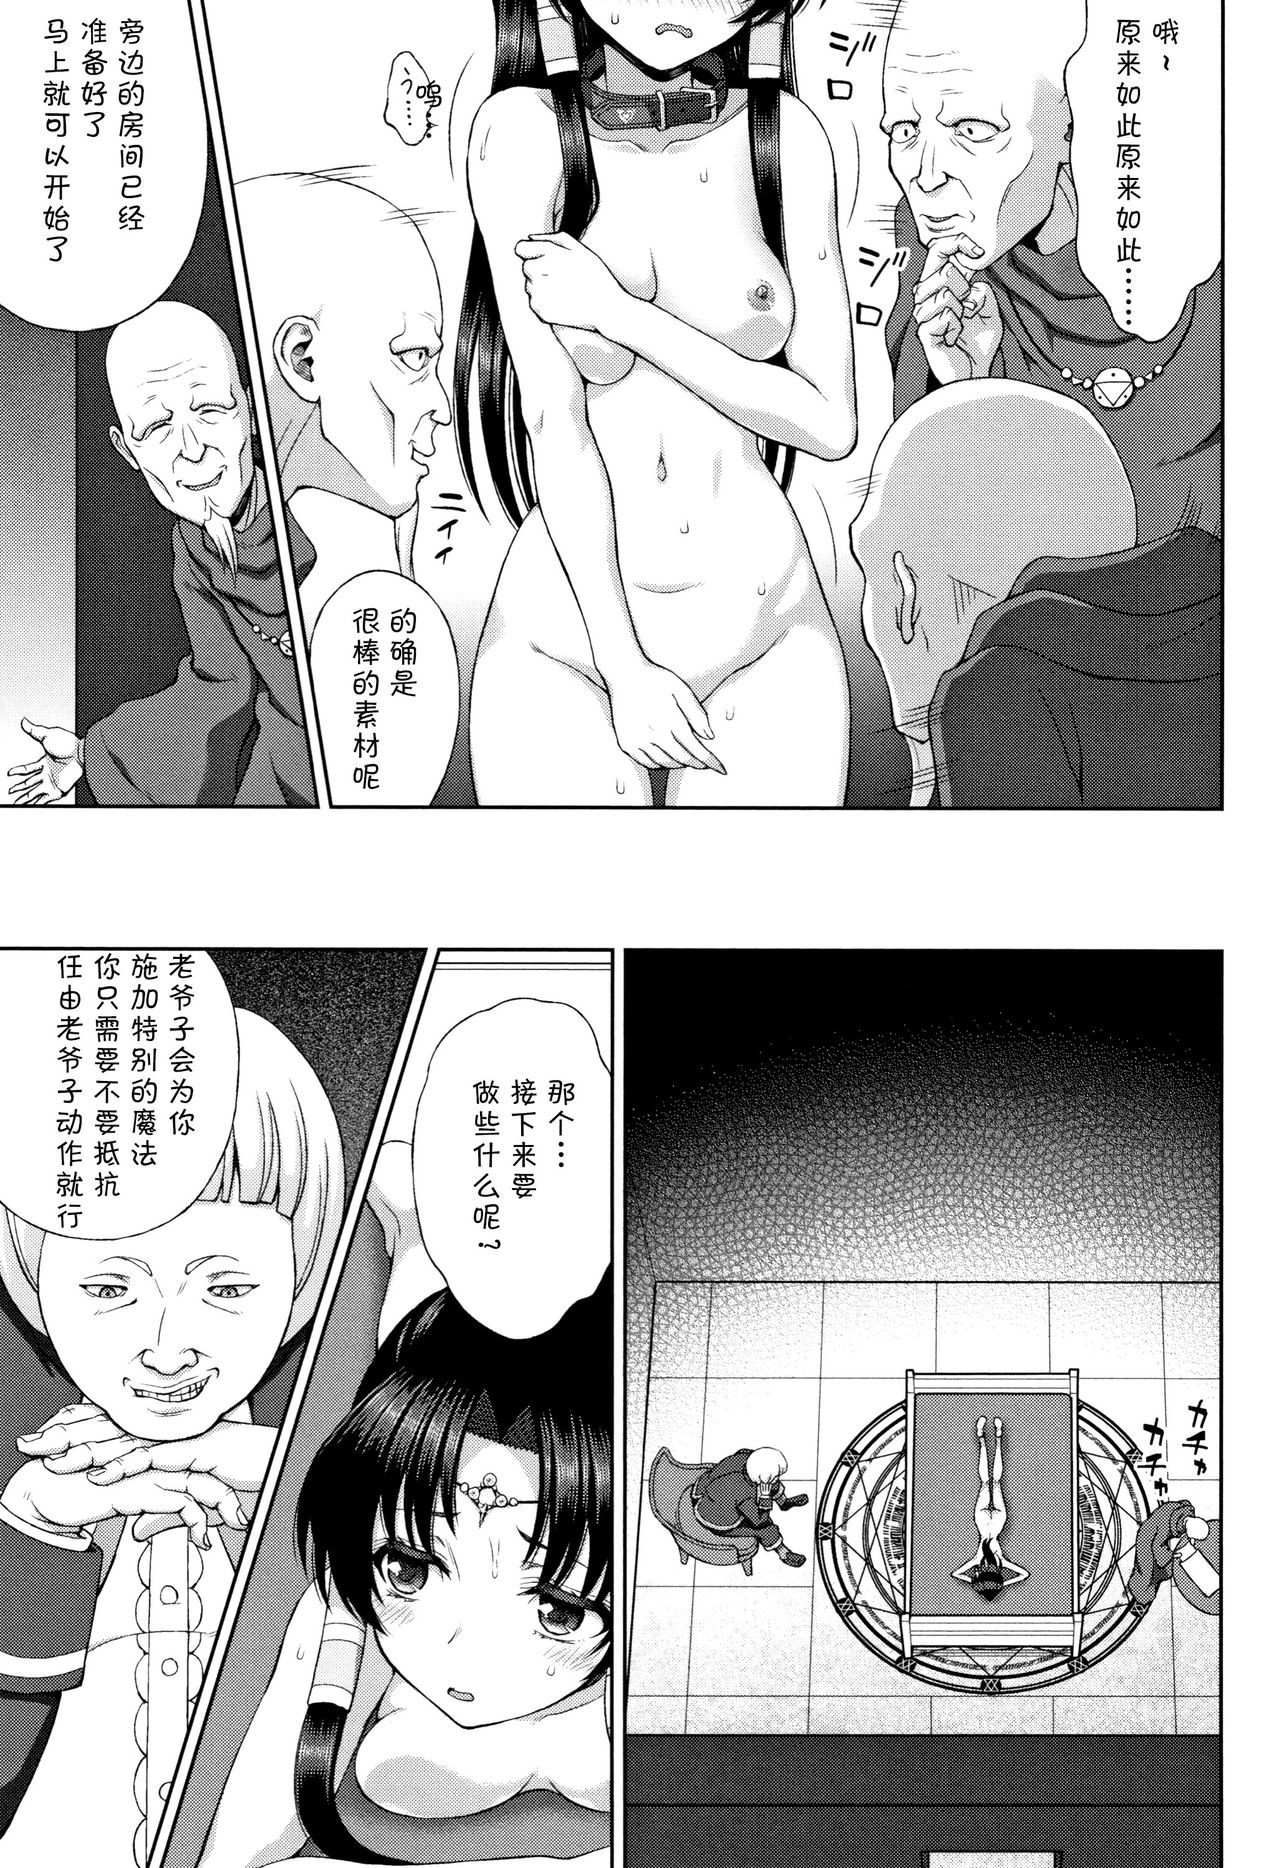 哦~
原来如此原来如此……
ジロ
ジロ
呜…
う……
ニイイ
的确是
很棒的素材呢
旁边的房间已经
准备好了
马上就可以开始了
カチャ
カチャ
那个…
接下来要
做些什么呢?
老爷子会为你
施加特别的魔法
你只需要不要抵抗
任由老爷子动作就行